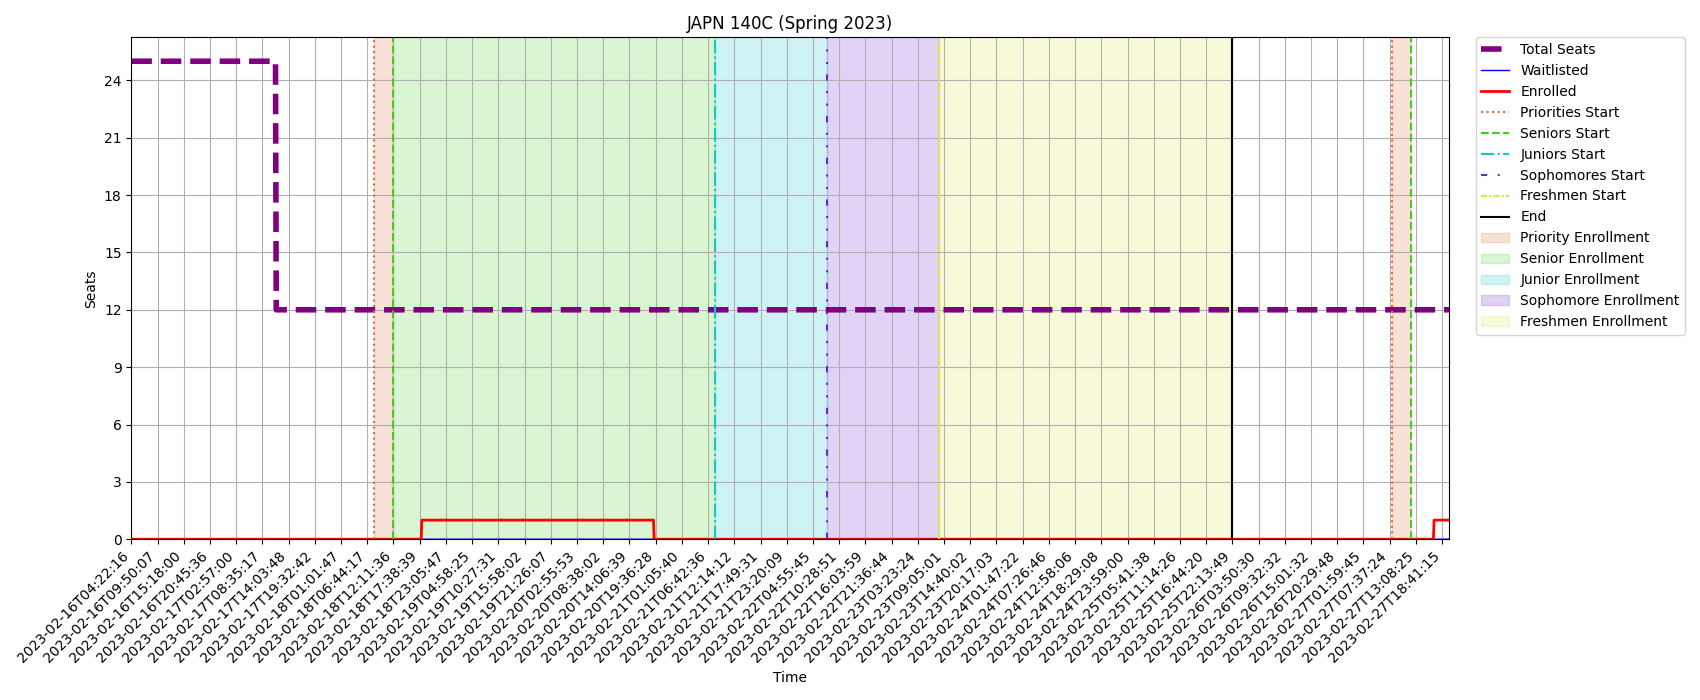 JAPN 140C (Spring 2023)
Seats
24
21
18
15
12
9
6
3
0
2023-02-16T04:22:16
2023-02-16T09:50:07
2023-02-16T15:18:00
2023-02-16T20:45:36
2023-02-17T02:57:00
2023-02-17T08:35:17
2023-02-17T14:03:48
2023-02-17T19:32:42
2023-02-18T01:01:47
2023-02-18T06:44:17
2023-02-18T12:11:36
2023-02-18T17:38:39
2023-02-18T23:05:47
2023-02-19T04:58:25
2023-02-19T10:27:31
2023-02-19T15:58:02
2023-02-19T21:26:07
2023-02-20T02:55:53
2023-02-20T08:38:02
2023-02-20T14:06:39
2023-02-20T19:36:28
2023-02-21T01:05:40
2023-02-21T06:42:36
2023-02-21T12:14:12
2023-02-21T17:49:31
2023-02-21T23:20:09
2023-02-22T04:55:45
2023-02-22T10:28:51
2023-02-22T16:03:59
2023-02-22T21:36:44
2023-02-23T03:23:24
2023-02-23T09:05:01
2023-02-23T14:40:02
2023-02-23T20:17:03
2023-02-24T01:47:22
2023-02-24T07:26:46
2023-02-24T12:58:06
2023-02-24T18:29:08
2023-02-24T23:59:00
2023-02-25T05:41:38
2023-02-25T11:14:26
2023-02-25T16:44:20
2023-02-25T22:13:49
2023-02-26T03:50:30
2023-02-26T09:32:32
2023-02-26T15:01:32
2023-02-26T20:29:48
2023-02-27T01:59:45
2023-02-27T07:37:24
2023-02-27T13:08:25
2023-02-27T18:41:15
Time
Total Seats
Waitlisted
Enrolled
Priorities Start
Seniors Start
Juniors Start
Sophomores Start
Freshmen Start
End
Priority Enrollment
Senior Enrollment
Junior Enrollment
Sophomore Enrollment
Freshmen Enrollment